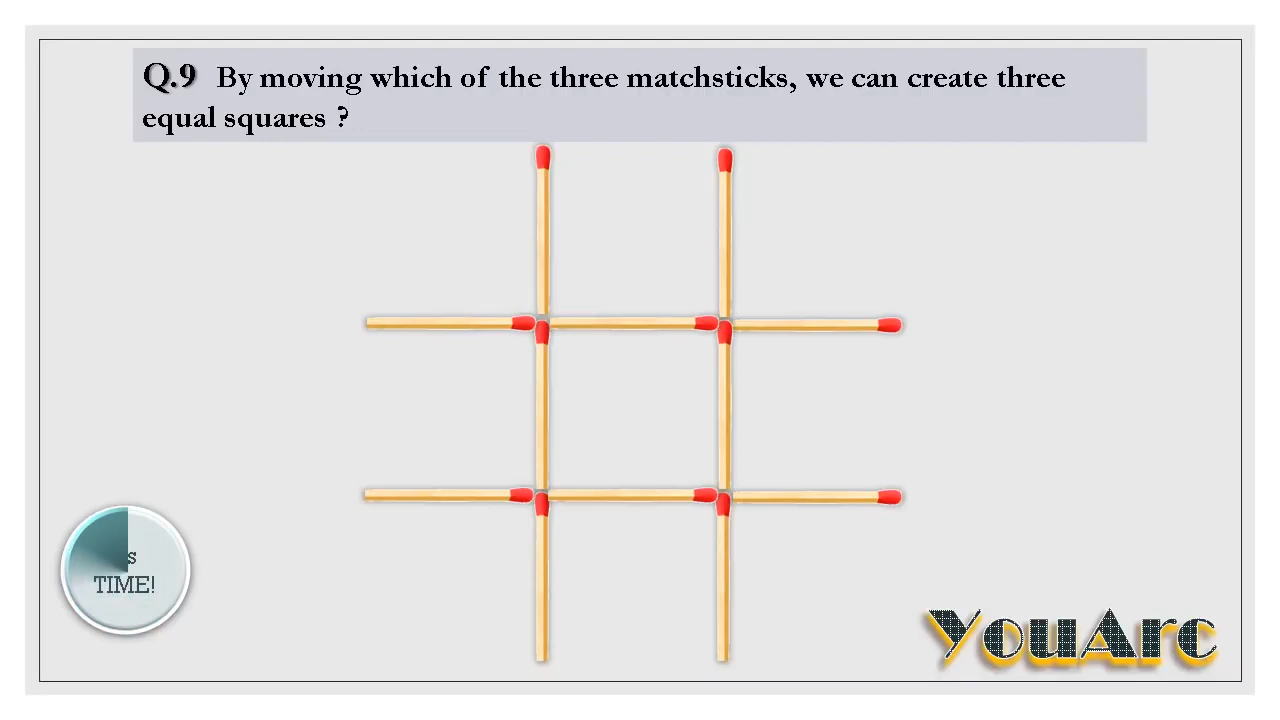 Q.9 By moving which of the three matchsticks, we can create three
equal squares ?
s
TIME!
YouArc